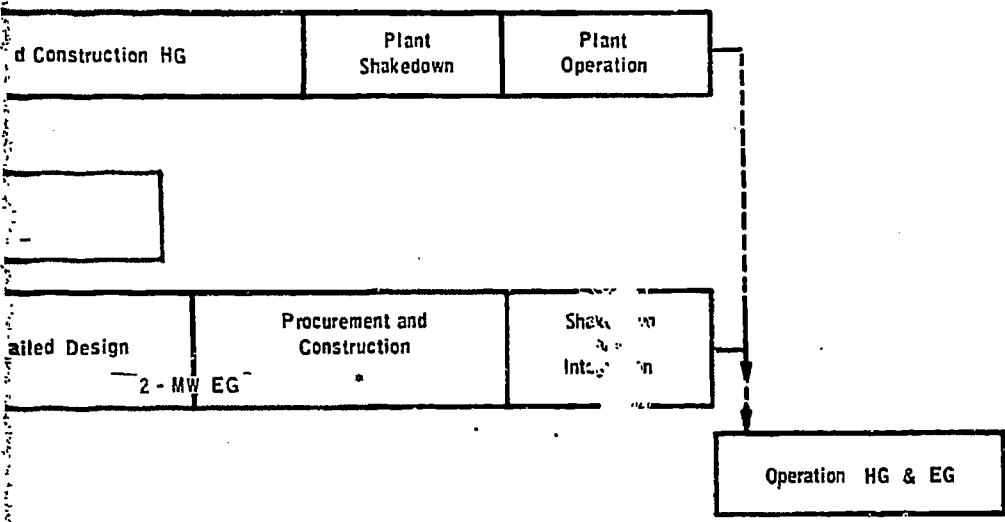 d Construction HG
Plant
Shakedown
Plant
Operation
ailed Design
Procurement and
Construction
2 - MW EG
Operation HG & EG